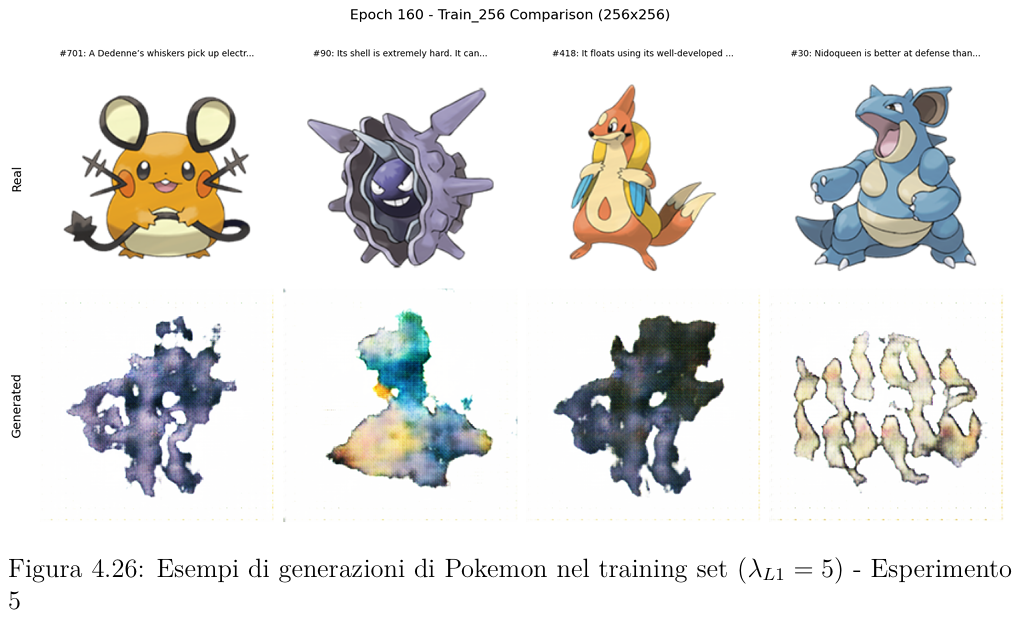 Epoch 160 - Train_256 Comparison (256x256)
#701: A Dedenne’s whiskers pick up electr...
#90: Its shell is extremely hard. It can...
#418: It floats using its well-developed ...
#30: Nidoqueen is better at defense than...
Real
Generated
Figura 4.26: Esempi di generazioni di Pokemon nel training set (λL1 = 5) - Esperimento
5